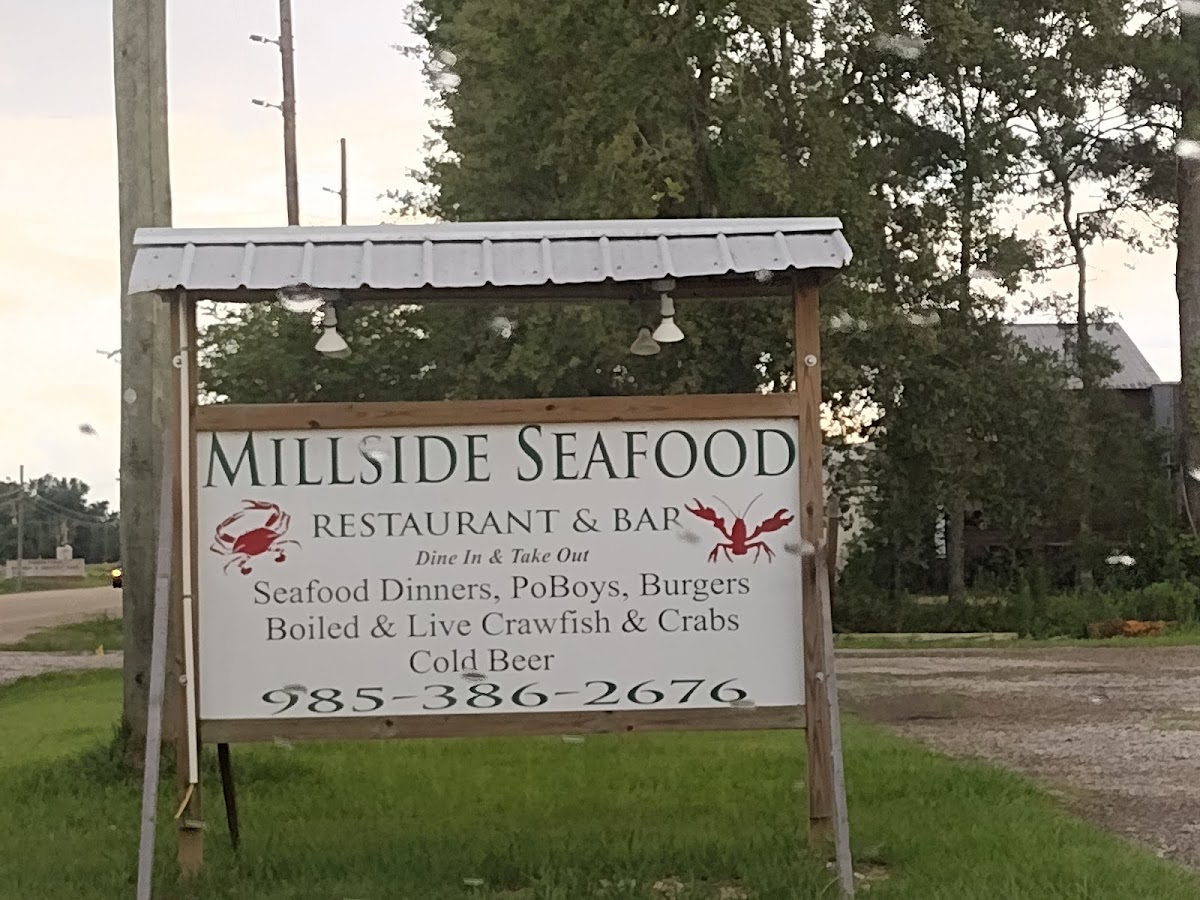 MILLSIDE SEAFOOD
RESTAURANT & BAR
Dine In & Take Out
Seafood Dinners, PoBoys, Burgers
Boiled & Live Crawfish & Crabs
Cold Beer
985-386-2676